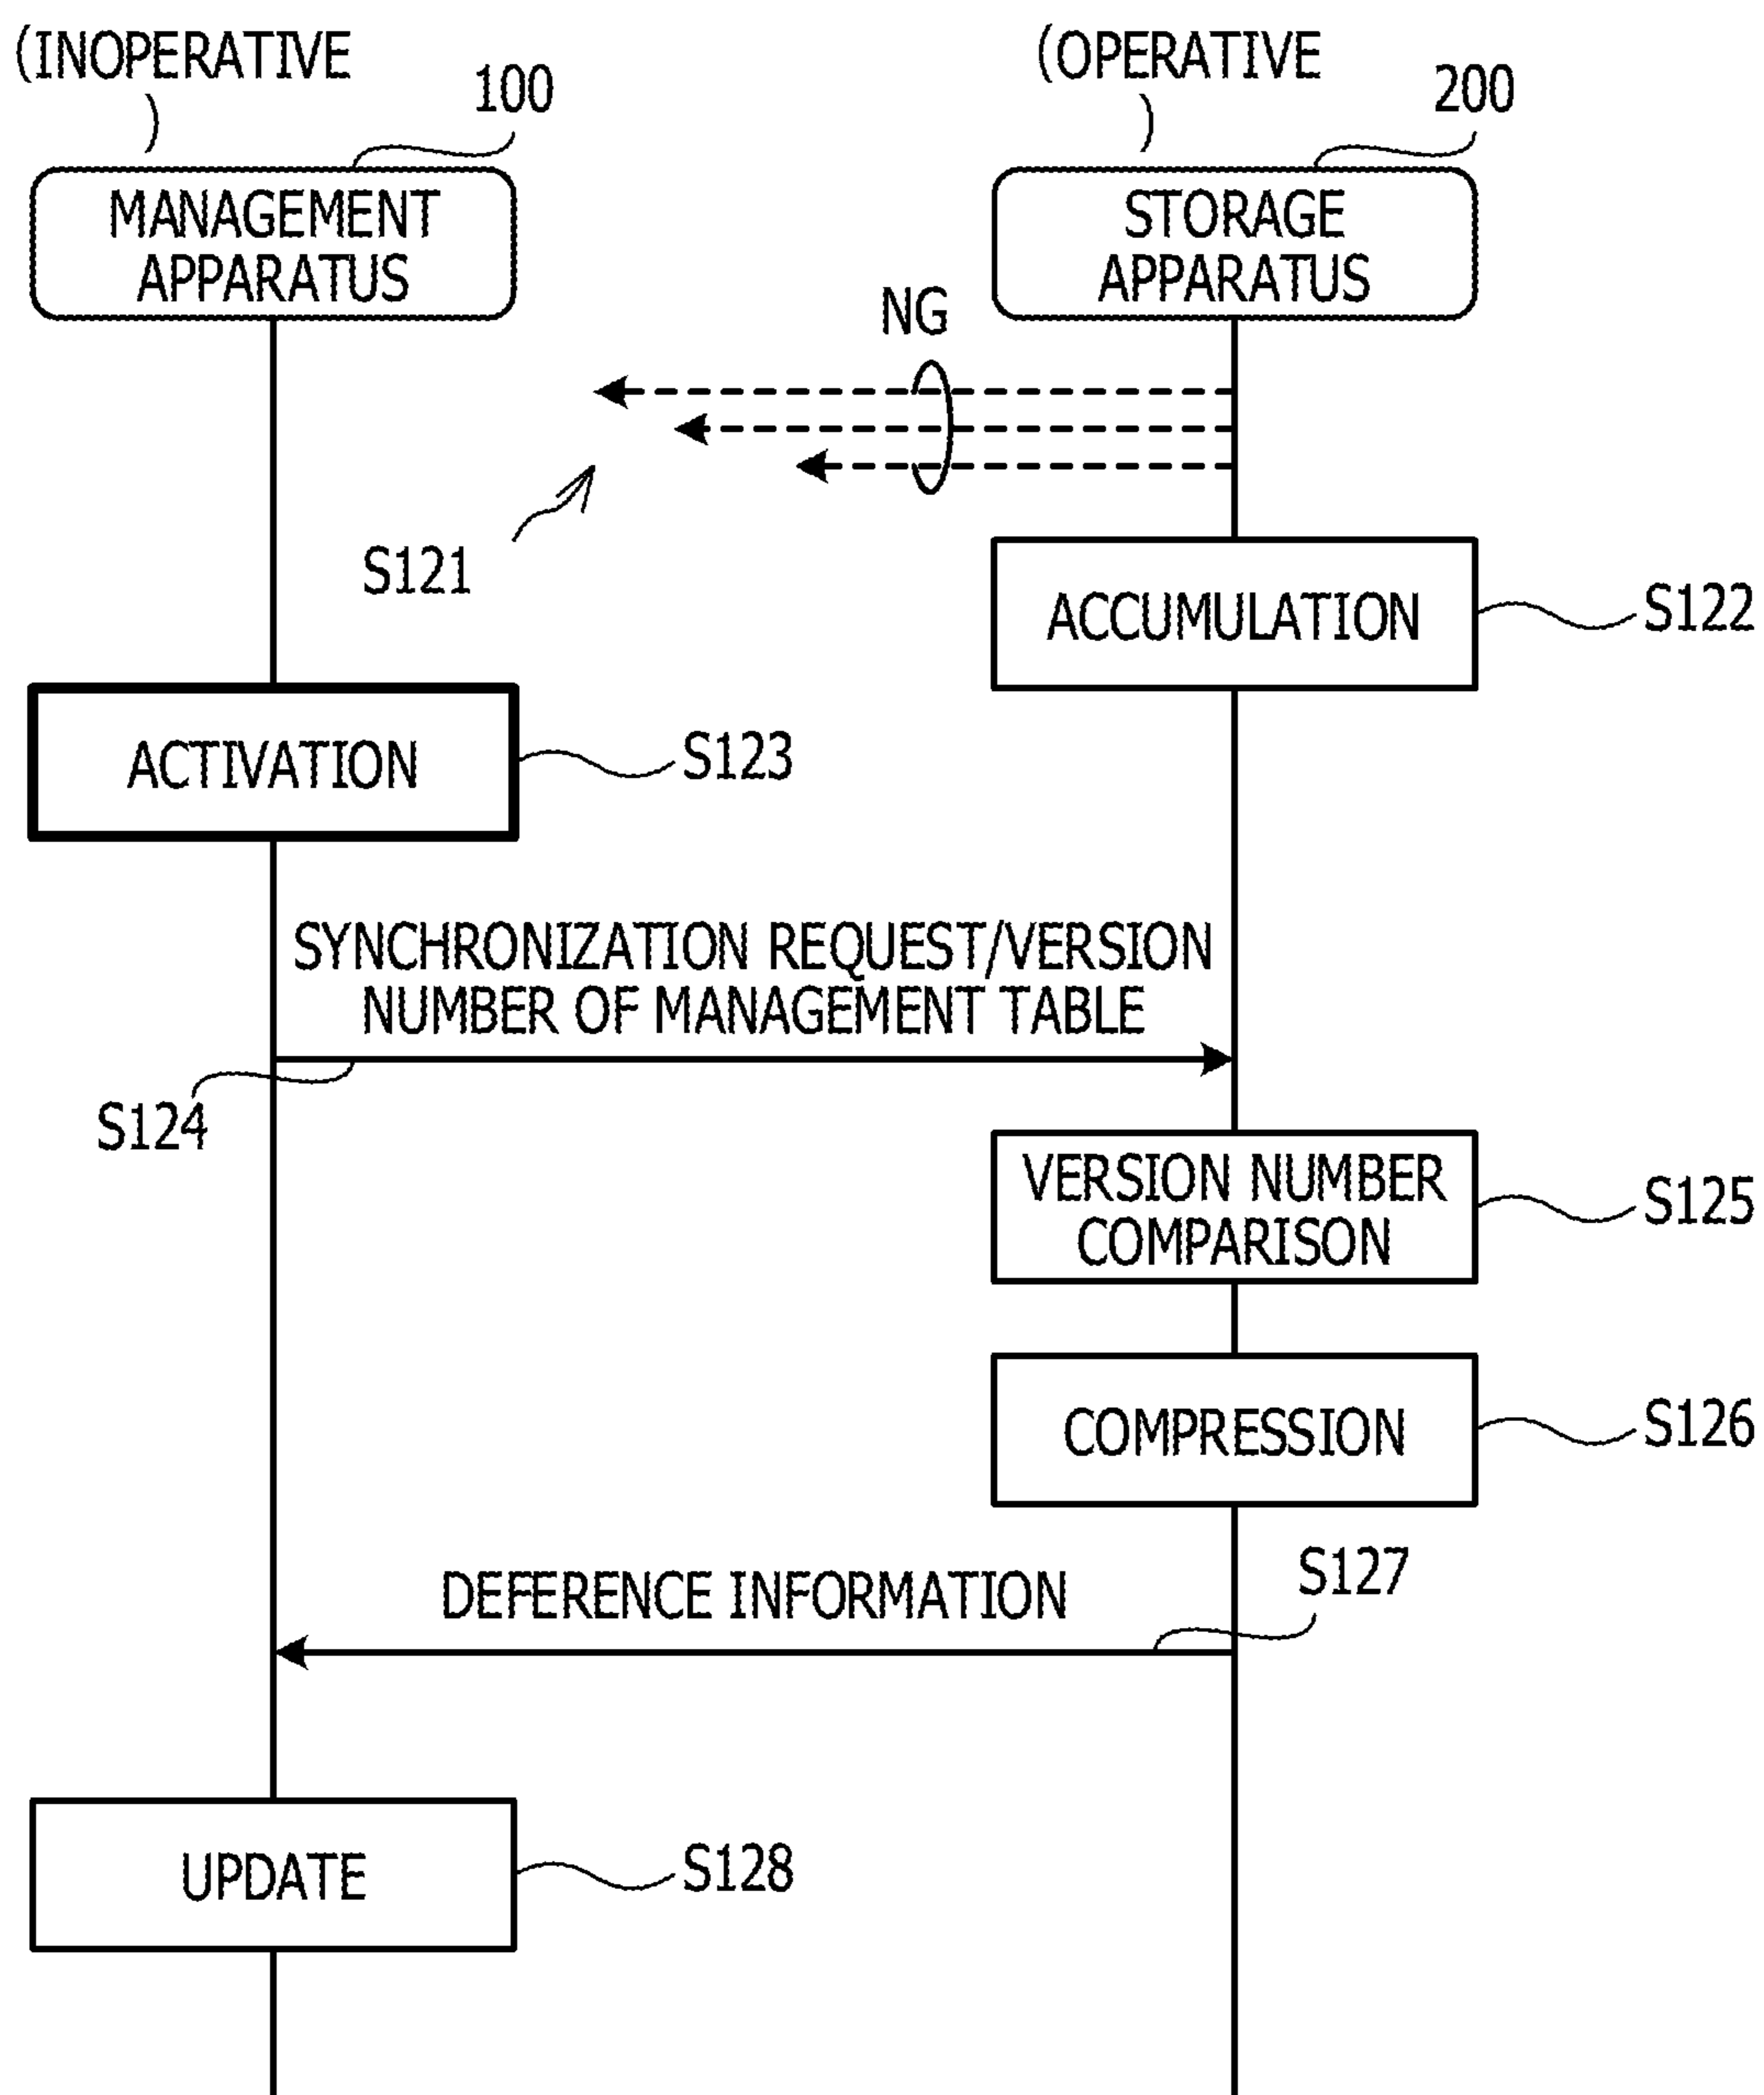 (INOPERATIVE
)
100
(OPERATIVE
)
200
MANAGEMENT
APPARATUS
STORAGE
APPARATUS
NG
S121
ACCUMULATION
S122
ACTIVATION
S123
SYNCHRONIZATION REQUEST/VERSION
NUMBER OF MANAGEMENT TABLE
S124
VERSION NUMBER
COMPARISON
S125
COMPRESSION
S126
DEFERENCE INFORMATION
S127
UPDATE
S128